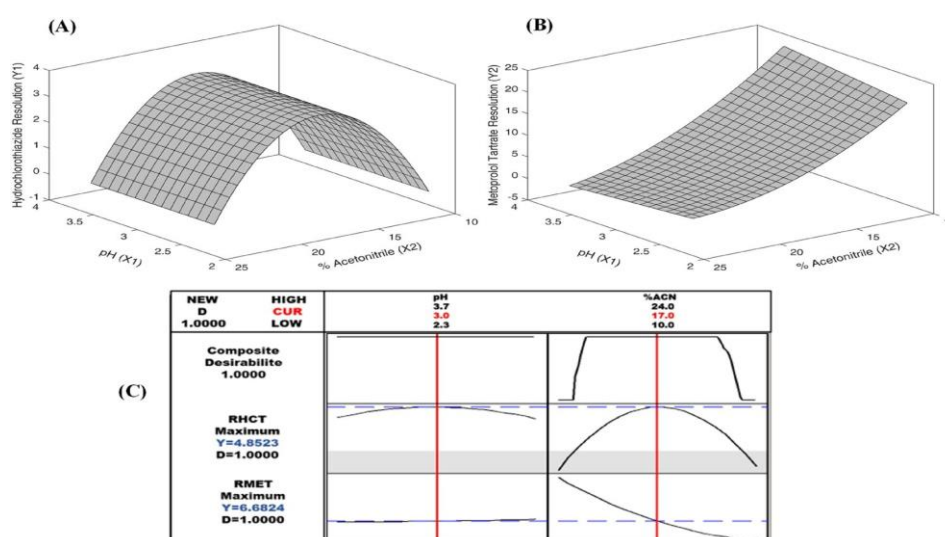 (A)
Hydrochlorothiazide Resolution (Y1)
4
3
2
1
0
-1
4
3.5
3
2.5
2
pH (X1)
25
20
15
10
% Acetonitrile (X2)
(B)
Metoprolol Tartrate Resolution (Y2)
25
20
15
10
5
0
-5
4
3.5
3
2.5
2
pH (X1)
25
20
15
% Acetonitrile (X2)
(C)
NEW HIGH
D CUR
1.0000 LOW
pH
3.7
3.0
2.3
%ACN
24.0
17.0
10.0
Composite
Desirabilite
1.0000
RHCT
Maximum
Y=4.8523
D=1.0000
RMET
Maximum
Y=6.6824
D=1.0000